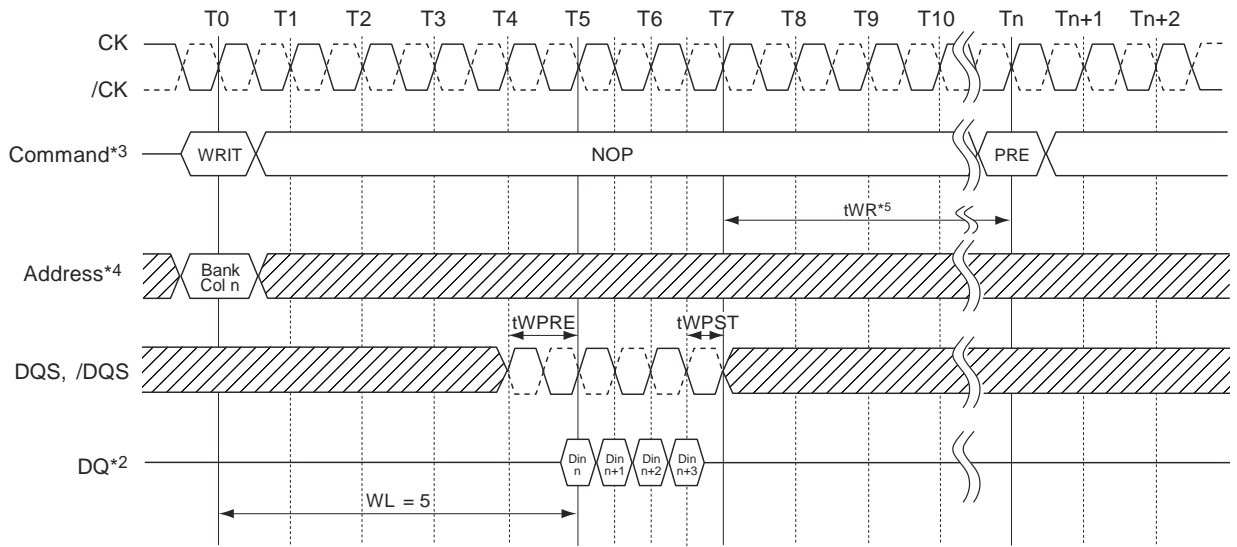 T0 T1 T2 T3 T4 T5 T6 T7 T8 T9 T10 Tn Tn+1 Tn+2
CK
/CK
Command*3 WRIT NOP PRE
tWR*5
Address*4 Bank
Col n
tWPRE tWPST
DQS, /DQS
DQ*2 Din
n Din
n+1 Din
n+2 Din
n+3
WL = 5